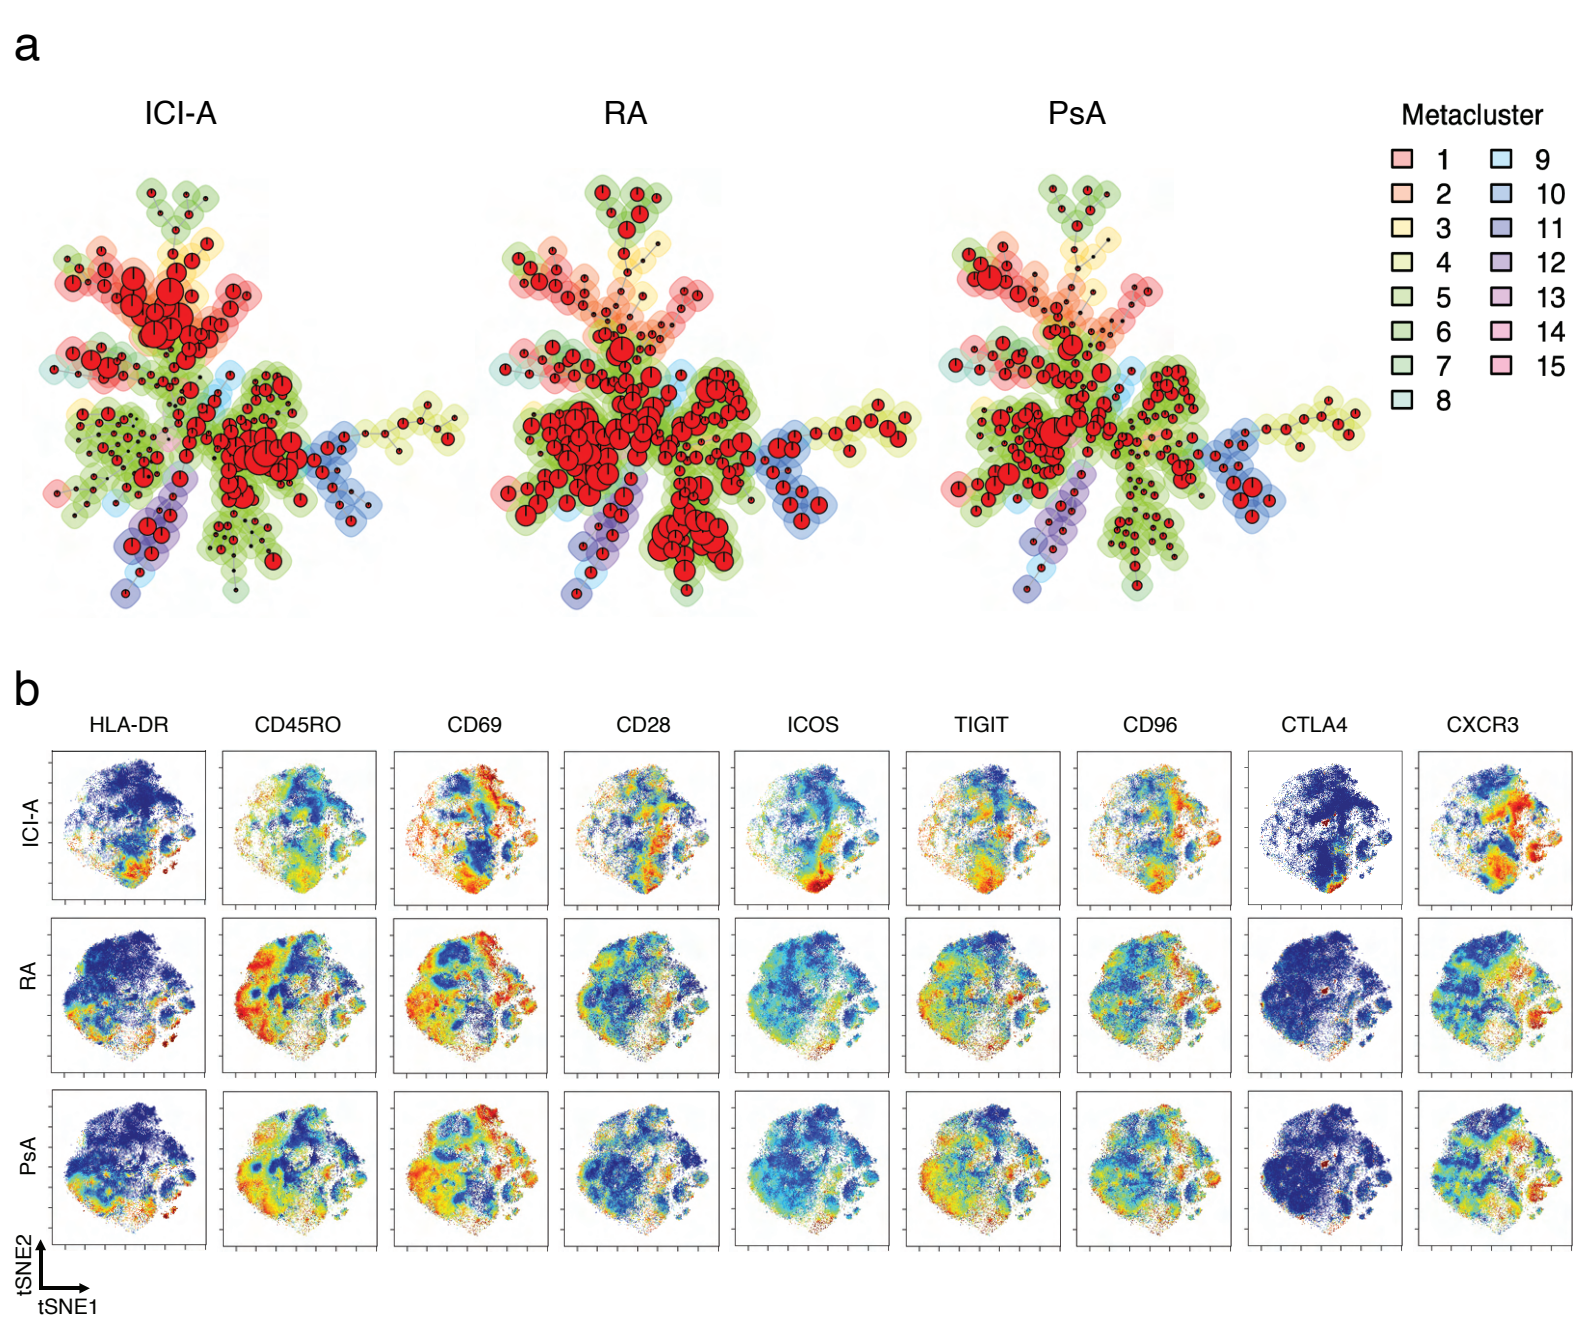 a
ICI-A
RA
PsA
Metacluster
1
2
3
4
5
6
7
8
9
10
11
12
13
14
15
b
HLA-DR
CD45RO
CD69
CD28
ICOS
TIGIT
CD96
CTLA4
CXCR3
ICI-A
RA
PsA
tSNE2
tSNE1